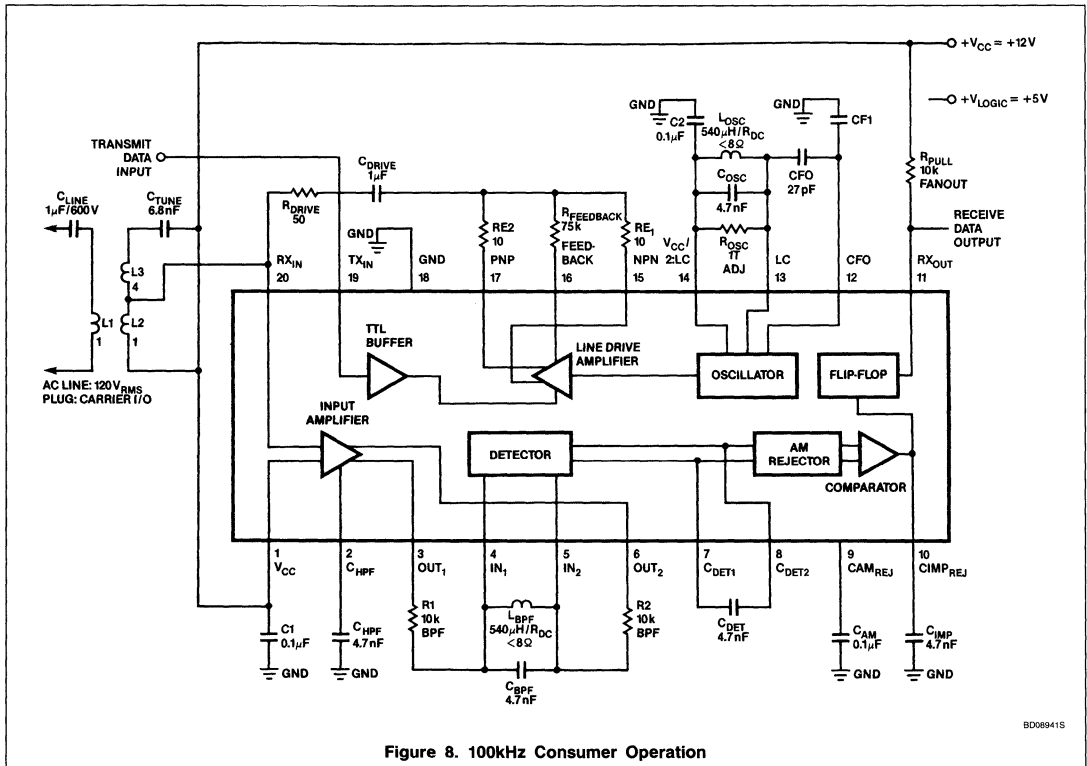 +VCC = +12V
+VLOGIC = +5V
GND
C2
0.1μF
LOSC
540μH/RDC
<8Ω
COSC
4.7nF
ROSC
1T
ADJ
GND
CF1
CFO
27pF
RPULL
10k
FANOUT
RECEIVE
DATA
OUTPUT
TRANSMIT
DATA
INPUT
CLINE
1μF/600V
CTUNE
6.8nF
RDRIVE
50
CDRIVE
1μF
GND
RE2
10
RFEEDBACK
75k
RE1
10
L3
4
L1
1
L2
1
AC LINE: 120VRMS
PLUG: CARRIER I/O
RXIN
20
TXIN
19
GND
18
PNP
17
FEED-
BACK
16
NPN
15
VCC/
2:LC
14
LC
13
CFO
12
RXOUT
11
TTL
BUFFER
LINE DRIVE
AMPLIFIER
OSCILLATOR
FLIP-FLOP
INPUT
AMPLIFIER
DETECTOR
AM
REJECTOR
COMPARATOR
1
VCC
2
CHPF
3
OUT1
4
IN1
5
IN2
6
OUT2
7
CDET1
8
CDET2
9
CAMREJ
10
CIMPREJ
C1
0.1μF
GND
CHPF
4.7nF
GND
R1
10k
BPF
LBPF
540μH/RDC
<8Ω
CBPF
4.7nF
R2
10k
BPF
CDET
4.7nF
CAM
0.1μF
GND
CIMP
4.7nF
GND
BD08941S
Figure 8. 100kHz Consumer Operation